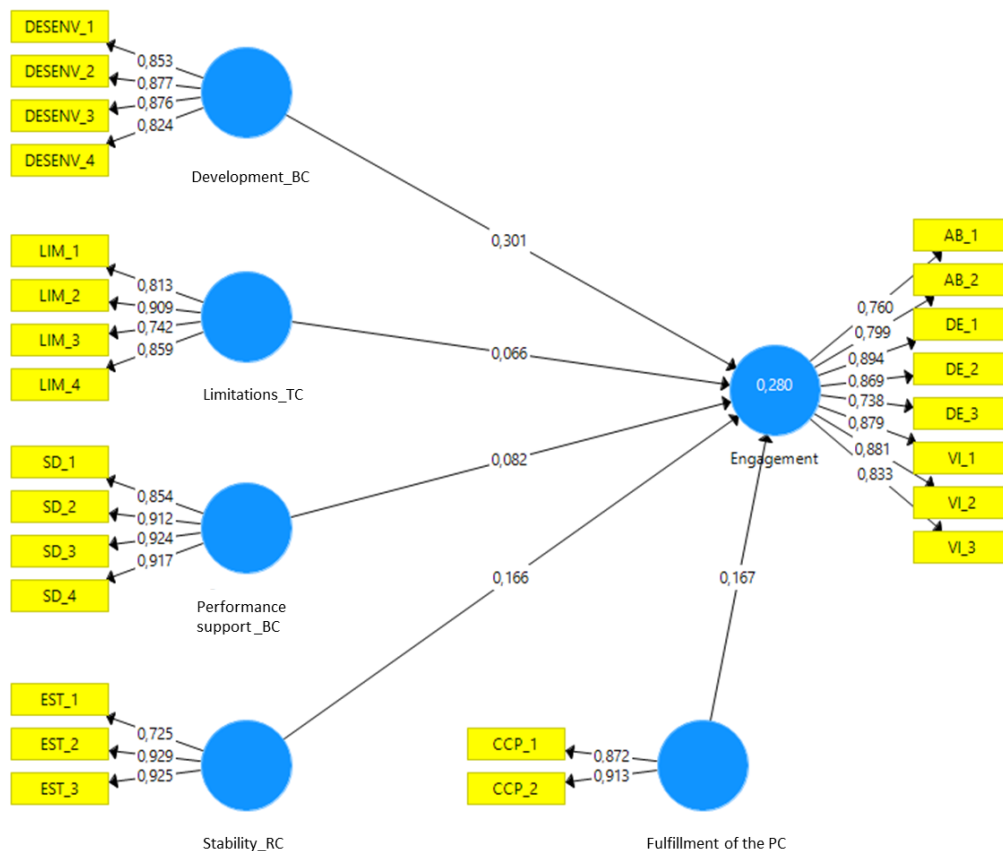 DESENV_1
0,853
DESENV_2
0,877
DESENV_3
0,876
DESENV_4
0,824
Development_BC
0,301
LIM_1
0,813
LIM_2
0,909
LIM_3
0,742
LIM_4
0,859
Limitations_TC
0,066
SD_1
0,854
SD_2
0,912
SD_3
0,924
SD_4
0,917
Performance
support_BC
0,082
EST_1
0,725
EST_2
0,929
EST_3
0,925
Stability_RC
0,166
CCP_1
0,872
CCP_2
0,913
Fulfillment of the PC
0,167
0,280
Engagement
AB_1
0,760
AB_2
0,799
DE_1
0,894
DE_2
0,869
DE_3
0,738
VI_1
0,879
VI_2
0,881
VI_3
0,833